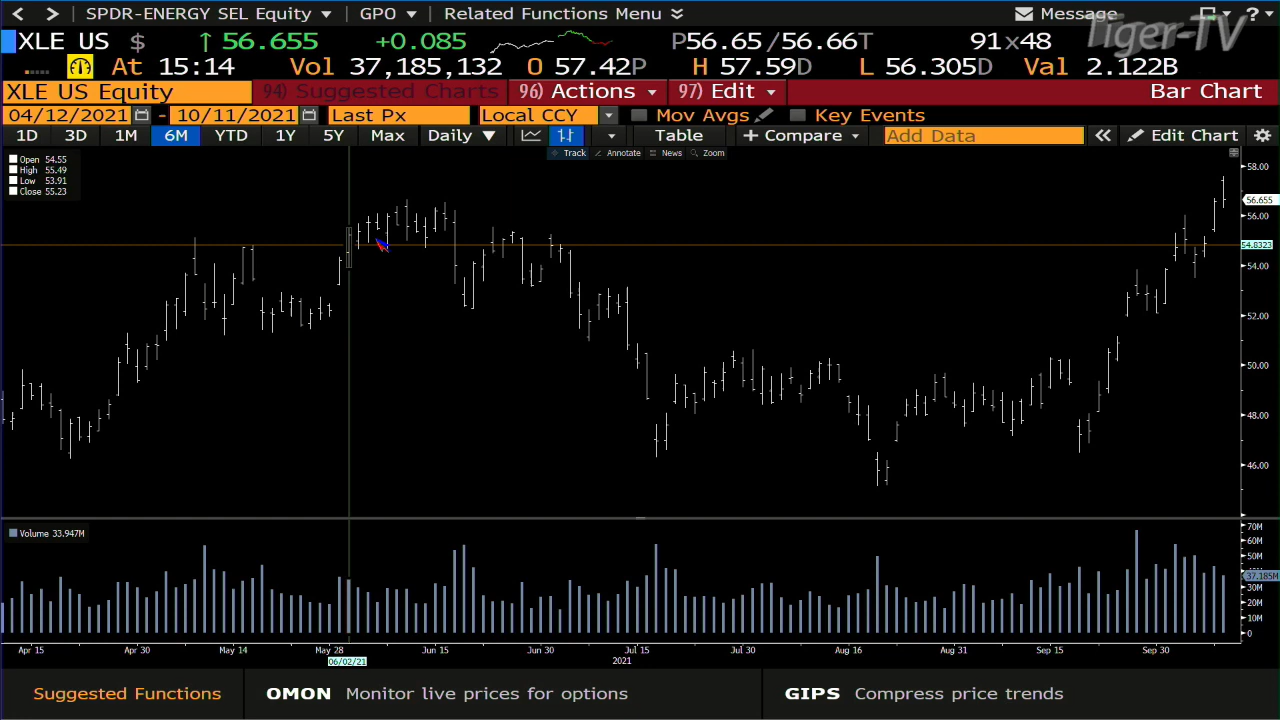 SPDR-ENERGY SEL Equity GPO Related Functions Menu Message ?
Tiger-TV
XLE US $ ↑ 56.655 +0.085 P56.65/56.66T 91x48
At 15:14 Vol 37,185,132 O 57.42P H 57.59D L 56.305D Val 2.122B
XLE US Equity 94) Suggested Charts 96) Actions 97) Edit Bar Chart
04/12/2021 - 10/11/2021 Last Px Local CCY Mov Avgs Key Events
1D 3D 1M 6M YTD 1Y 5Y Max Daily ▼ Table + Compare Add Data « Edit Chart
Track Annotate News Zoom
Open 54.55
High 55.49
Low 53.91
Close 55.23
58.00
56.655
56.00
54.8323
54.00
52.00
50.00
48.00
46.00
Volume 33.947M
70M
60M
50M
37.185M
30M
20M
10M
0
Apr 15 Apr 30 May 14 May 28 Jun 15 Jun 30 Jul 15 Jul 30 Aug 16 Aug 31 Sep 15 Sep 30
06/02/21 2021
Suggested Functions OMON Monitor live prices for options GIPS Compress price trends